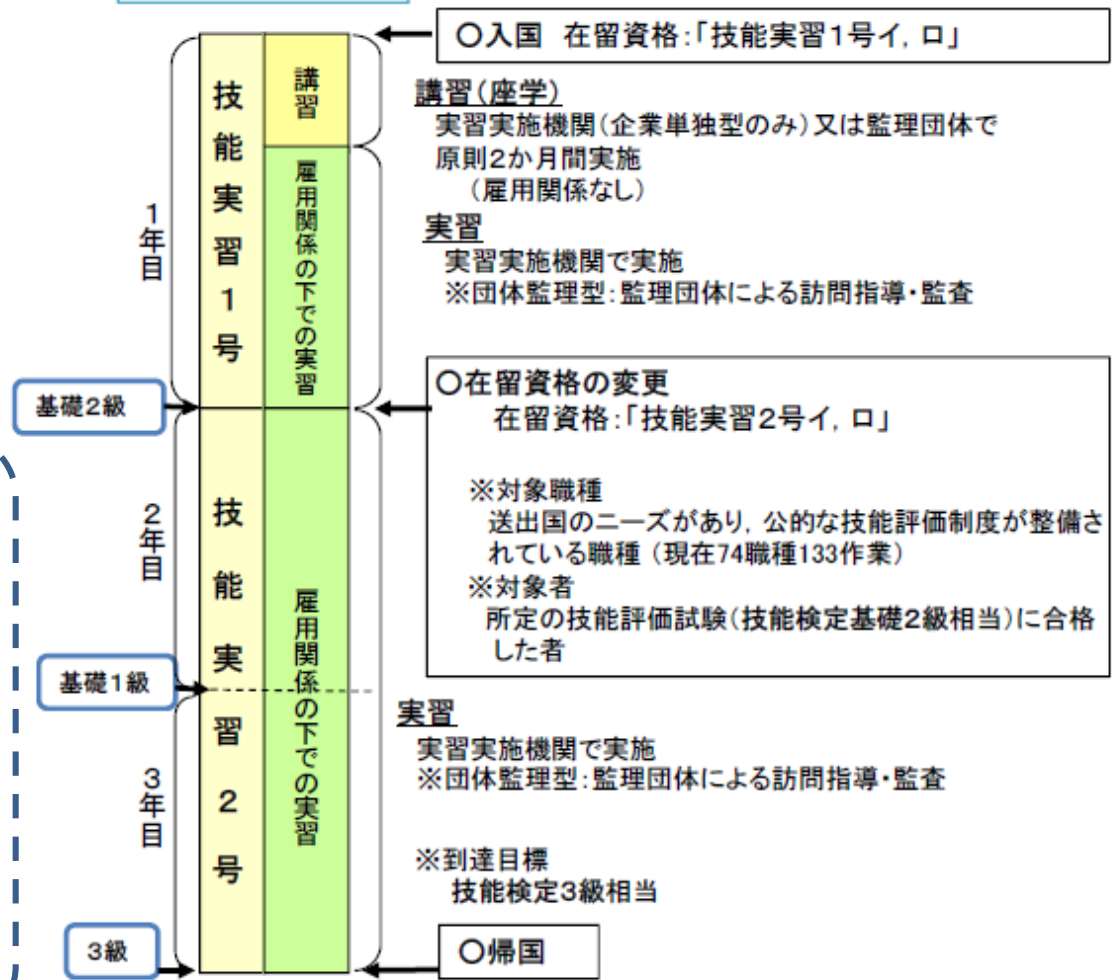 〇入国 在留資格:「技能実習1号イ, ロ」
技能実習1号
講習
雇用関係の下での実習
1年目
講習(座学)
実習実施機関(企業単独型のみ)又は監理団体で
原則2か月間実施
(雇用関係なし)
実習
実習実施機関で実施
※団体監理型:監理団体による訪問指導・監査
基礎2級
〇在留資格の変更
在留資格:「技能実習2号イ, ロ」
※対象職種
送出国のニーズがあり, 公的な技能評価制度が整備さ
れている職種 (現在74職種133作業)
※対象者
所定の技能評価試験(技能検定基礎2級相当)に合格
した者
2年目
技能実習2号
雇用関係の下での実習
基礎1級
3年目
実習
実習実施機関で実施
※団体監理型:監理団体による訪問指導・監査
※到達目標
技能検定3級相当
3級
〇帰国